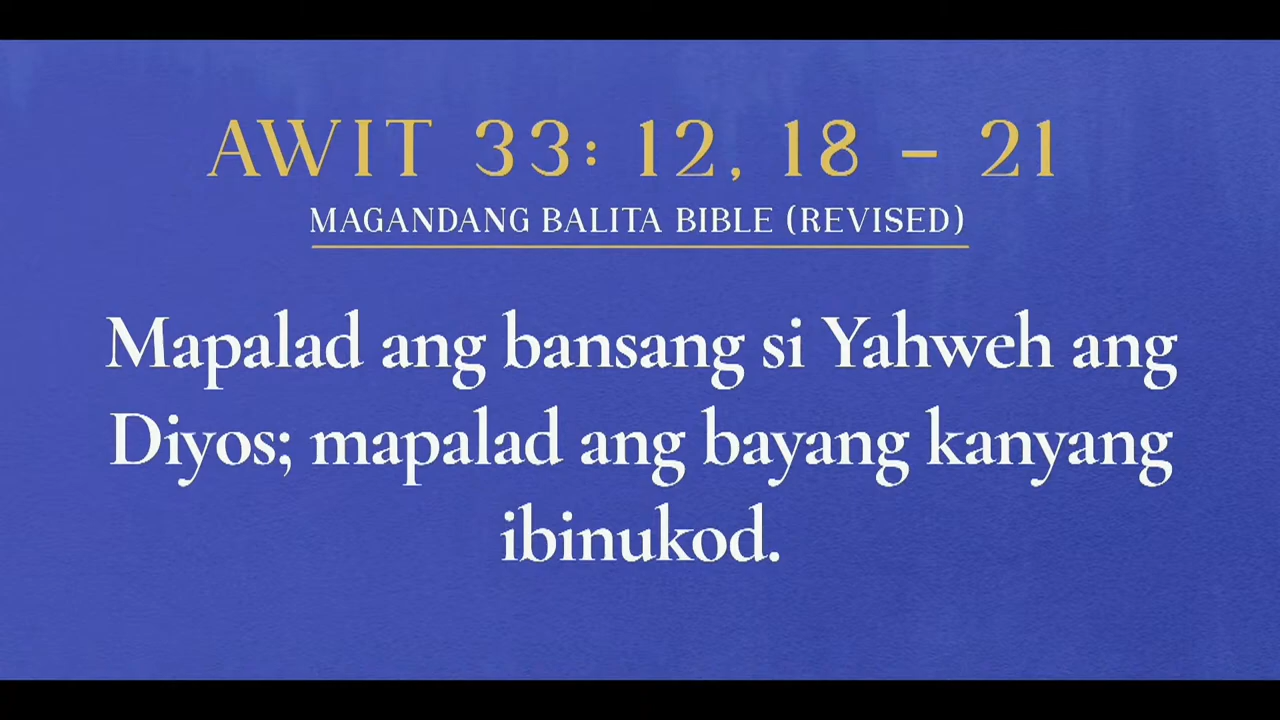 AWIT 33: 12, 18 – 21
MAGANDANG BALITA BIBLE (REVISED)
Mapalad ang bansang si Yahweh ang
Diyos; mapalad ang bayang kanyang
ibinukod.